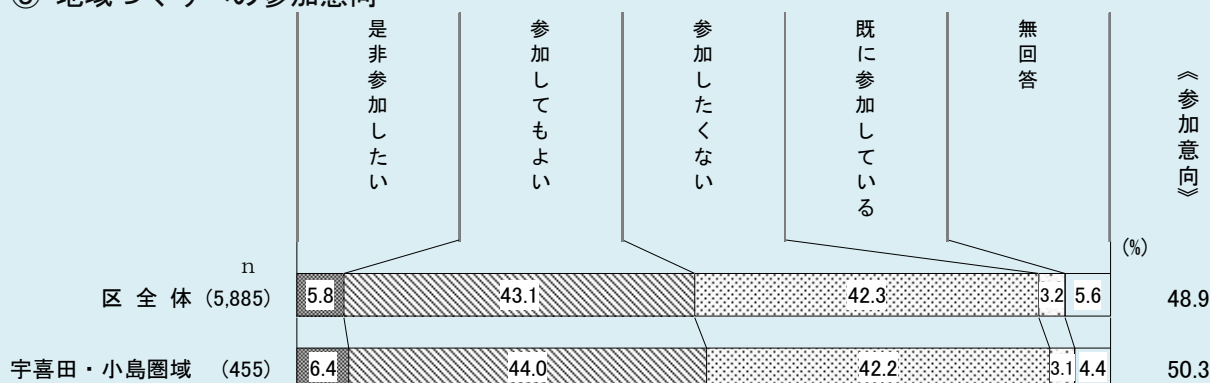 地域づくりへの参加意向
是非参加したい
参加してもよい
参加したくない
既に参加している
無回答
《参加意向》
(%)
n
区全体 (5,885) 5.8 43.1 42.3 3.2 5.6 48.9
宇喜田・小島圏域 (455) 6.4 44.0 42.2 3.1 4.4 50.3